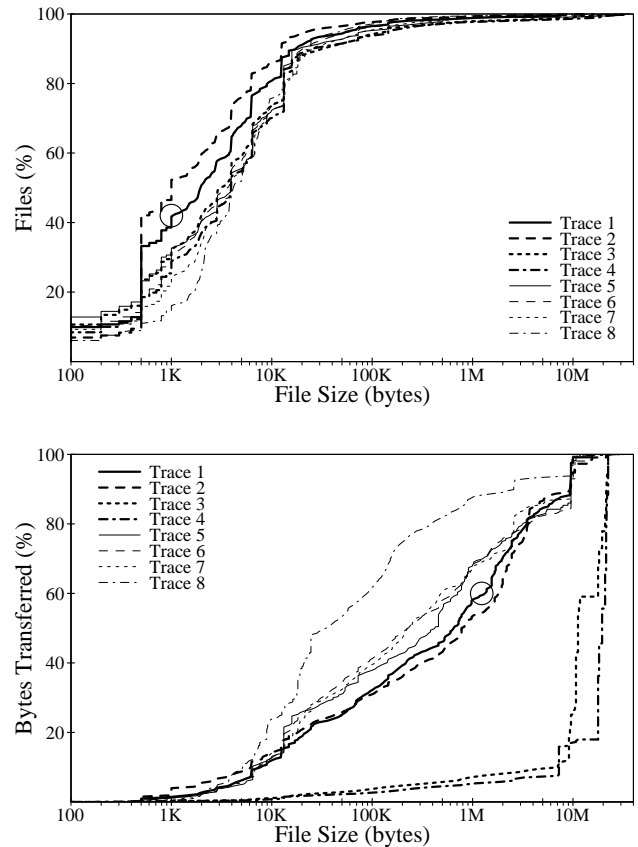 100
80
60
40
20
Files (%)
Trace 1
Trace 2
Trace 3
Trace 4
Trace 5
Trace 6
Trace 7
Trace 8
100 1K 10K 100K 1M 10M
File Size (bytes)
100
80
60
40
20
Bytes Transferred (%)
Trace 1
Trace 2
Trace 3
Trace 4
Trace 5
Trace 6
Trace 7
Trace 8
100 1K 10K 100K 1M 10M
File Size (bytes)